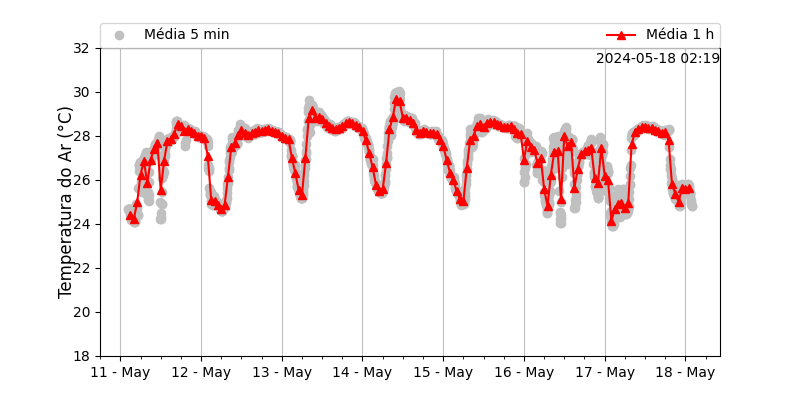 Média 5 min
Média 1 h
2024-05-18 02:19
Temperatura do Ar (°C)
32
30
28
26
24
22
20
18
11 - May
12 - May
13 - May
14 - May
15 - May
16 - May
17 - May
18 - May